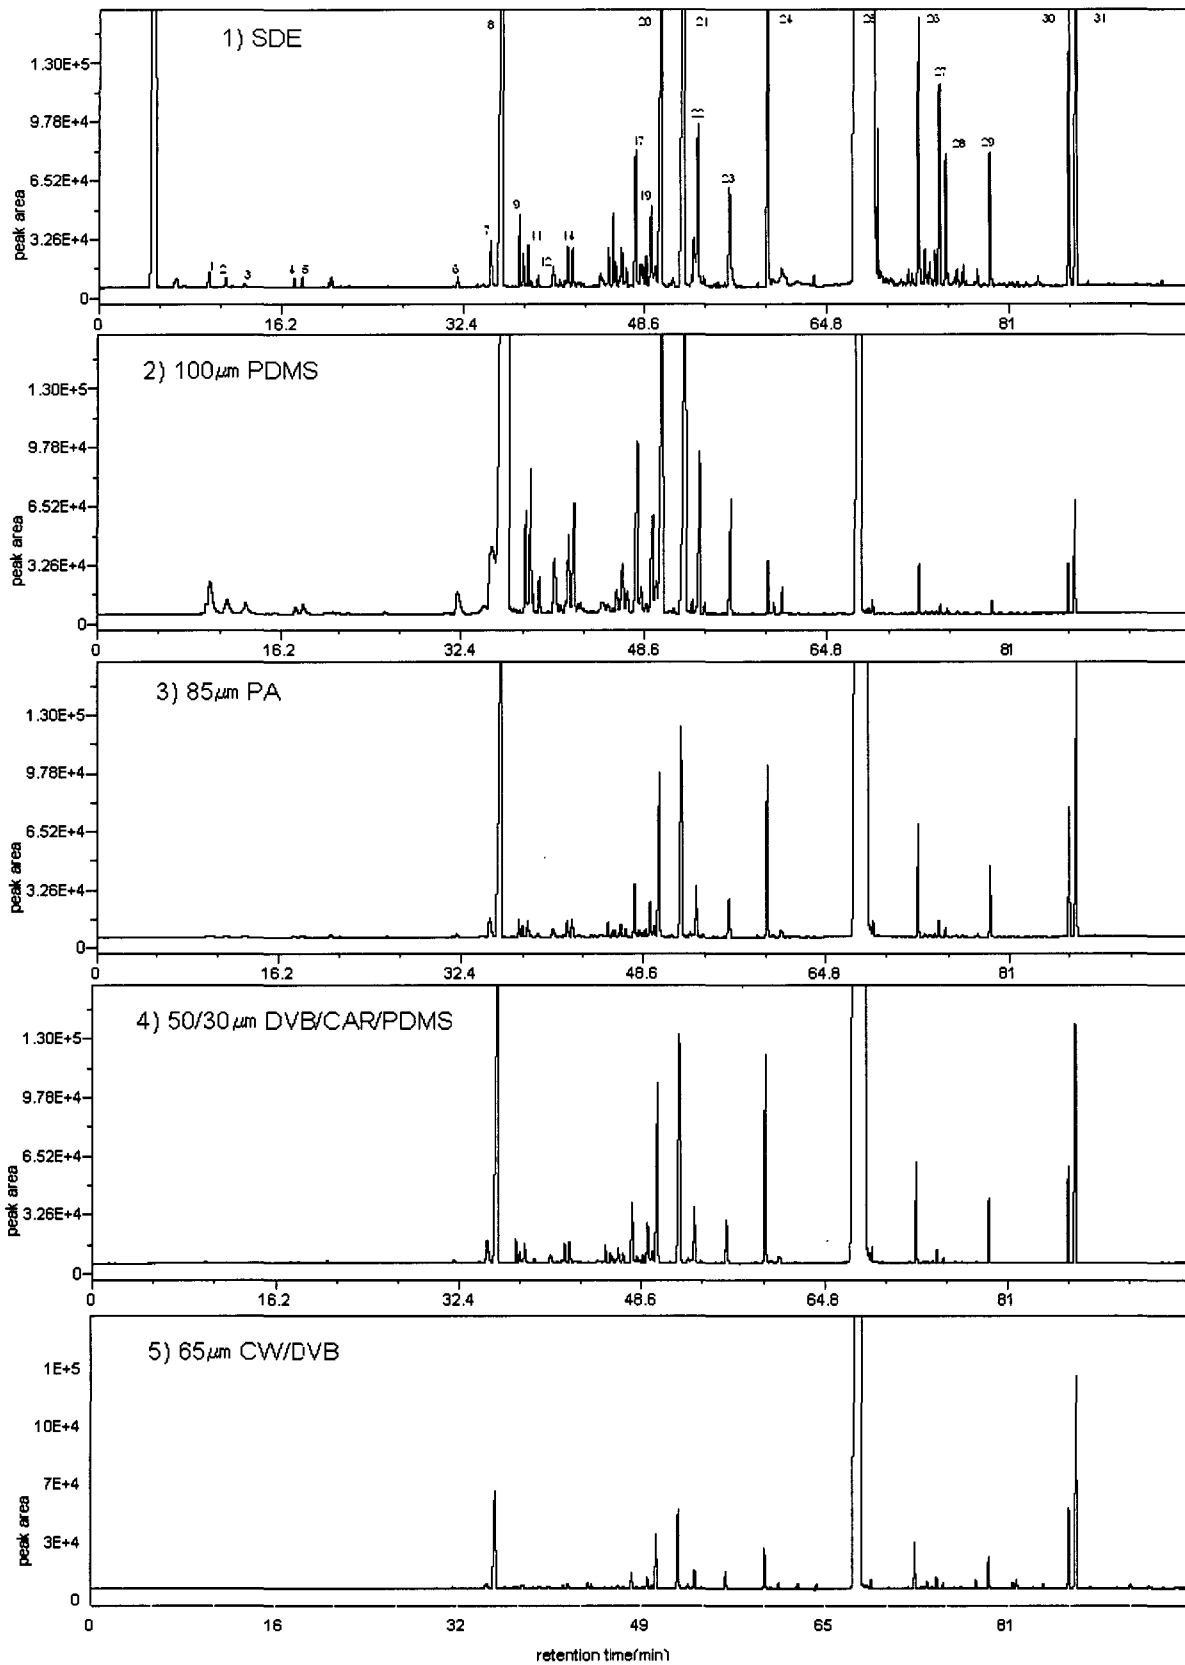 1) SDE
8 20 21 24 25 26 30 31
1.30E+5
9.78E+4
6.52E+4
3.26E+4
0
peak area
1 2 3 4 5 6 7 9 11 12 14 17 19 22 23 27 28 29
0 16.2 32.4 48.6 64.8 81
2) 100㎛ PDMS
1.30E+5
9.78E+4
6.52E+4
3.26E+4
0
peak area
0 16.2 32.4 48.6 64.8 81
3) 85㎛ PA
1.30E+5
9.78E+4
6.52E+4
3.26E+4
0
peak area
0 16.2 32.4 48.6 64.8 81
4) 50/30㎛ DVB/CAR/PDMS
1.30E+5
9.78E+4
6.52E+4
3.26E+4
0
peak area
0 16.2 32.4 48.6 64.8 81
5) 65㎛ CW/DVB
1E+5
10E+4
7E+4
3E+4
0
peak area
0 16 32 49 65 81
retention time(min)